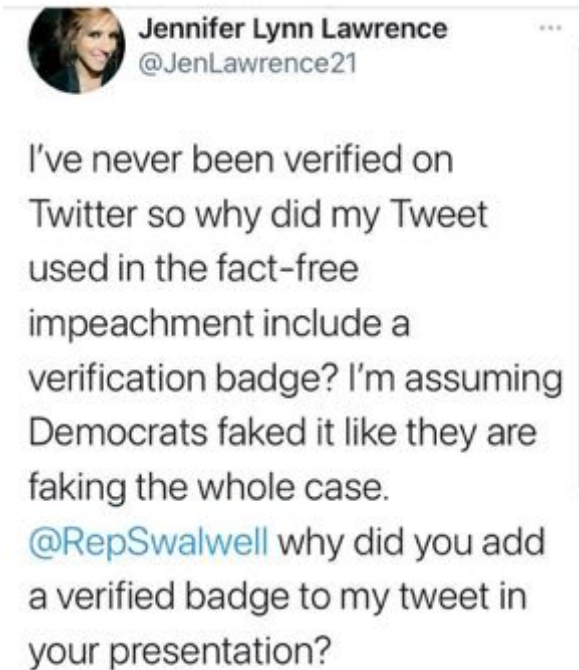 Jennifer Lynn Lawrence
@JenLawrence21
I've never been verified on
Twitter so why did my Tweet
used in the fact-free
impeachment include a
verification badge? I'm assuming
Democrats faked it like they are
faking the whole case.
@RepSwalwell why did you add
a verified badge to my tweet in
your presentation?